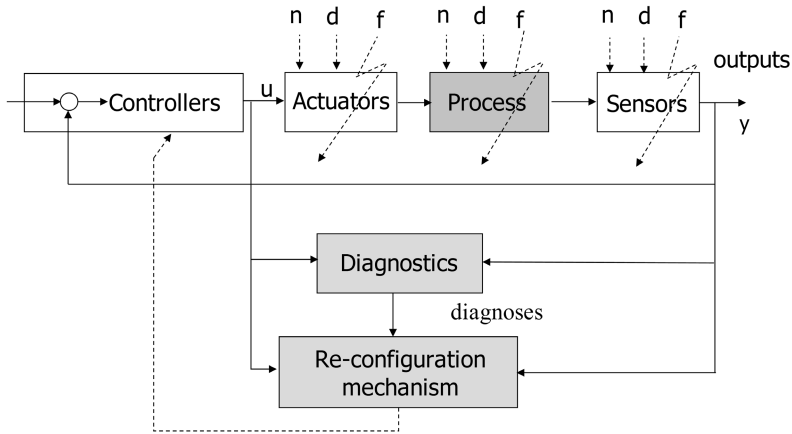 n d f n d f n d f
outputs
Controllers u Actuators Process Sensors
y
Diagnostics
diagnoses
Re-configuration
mechanism